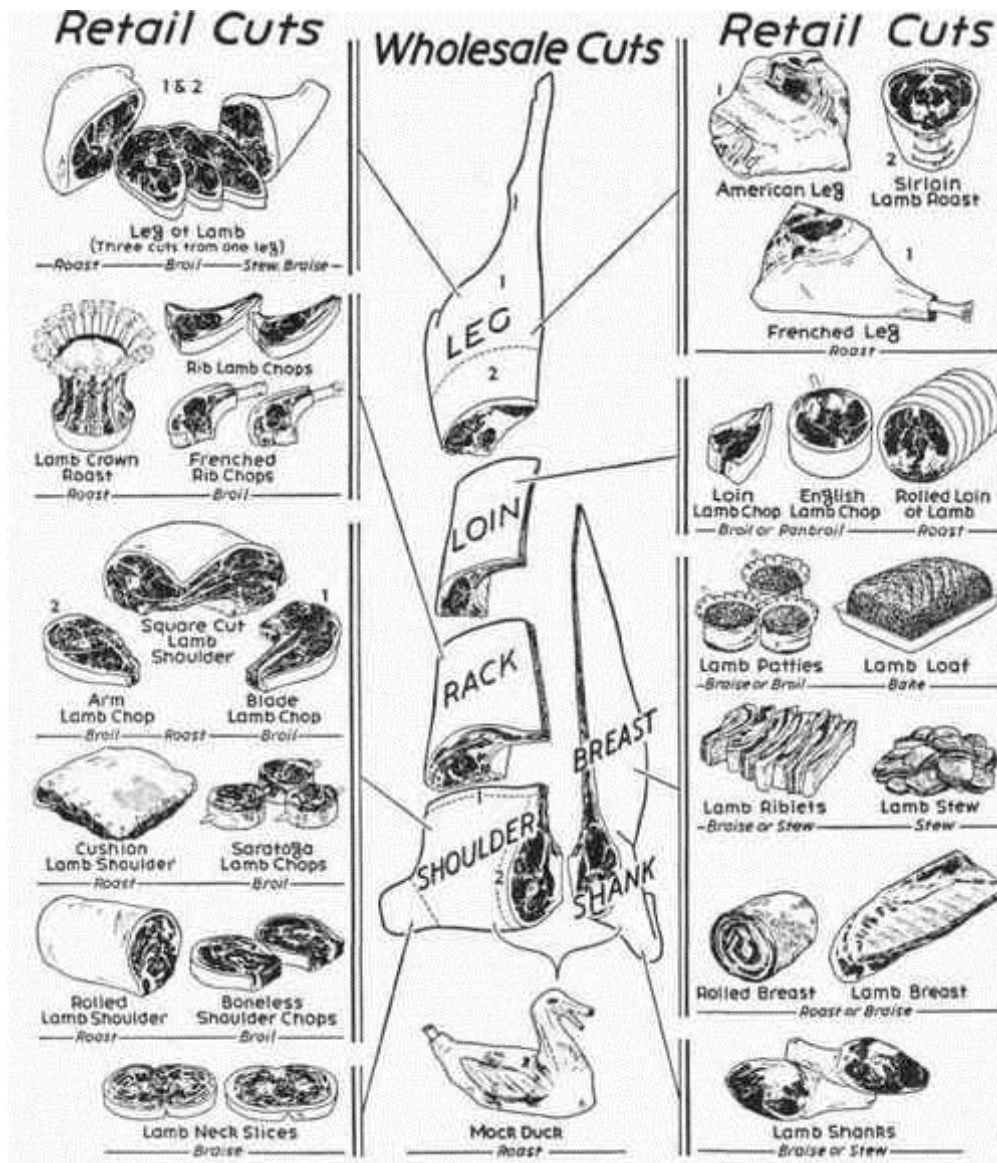 Retail Cuts
1 & 2
Leg of Lamb
(Three cuts from one leg)
Roast Broil Stew, Braise
Lamb Crown
Roast
Rib Lamb Chops
Frenched
Rib Chops
Roast Broil
2
1
Square Cut
Lamb
Shoulder
Arm
Lamb Chop
Blade
Lamb Chop
Broil Roast Broil
Cushion
Lamb Shoulder
Saratoga
Lamb Chops
Roast Broil
Rolled
Lamb Shoulder
Boneless
Shoulder Chops
Roast Broil
Lamb Neck Slices
Braise
Wholesale Cuts
1
LEG
2
LOIN
RACK
BREAST
1
SHOULDER
2
SHANK
2
Mock Duck
Roast
Retail Cuts
1
American Leg
2
Sirloin
Lamb Roast
1
Frenched Leg
Roast
Loin
Lamb Chop
English
Lamb Chop
Rolled Loin
of Lamb
Broil or Panbroil Roast
Lamb Patties
Lamb Loaf
Braise or Broil Bake
Lamb Riblets
Lamb Stew
Braise or Stew Stew
Rolled Breast
Lamb Breast
Roast or Braise
Lamb Shanks
Braise or Stew